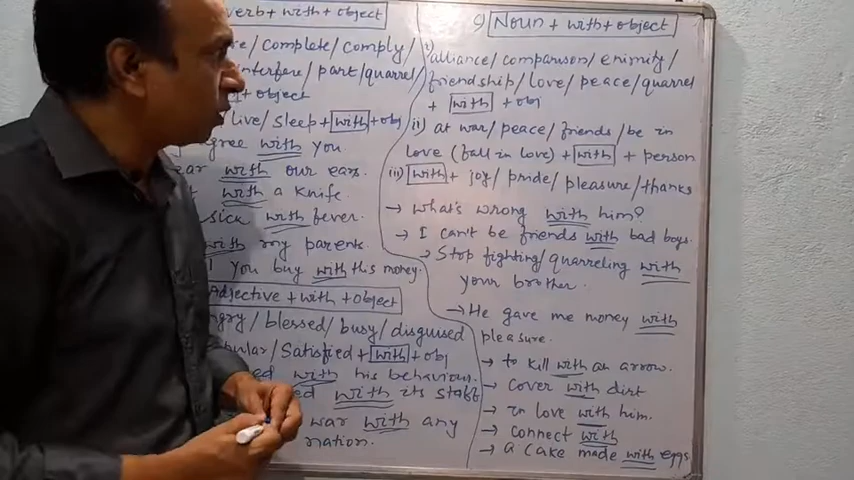 verb + with + object
/ Complete / Comply /
interfere / Part / Quarrel
object
live / Sleep + with + obj
agree with you
with our ears.
with a knife.
sick with fever.
with my parents.
you buy with this money
Adjective + with + object
/ blessed / busy / disguised
/ Satisfied + with + obj
with his behaviour.
with its staff
war with any
nation.
9) Noun + with + object
i) alliance / comparison / enimity /
friendship / love / peace / quarrel
+ with + obj
ii) at war / peace / friends / be in
Love (fall in love) + with + person
iii) with + joy / pride / pleasure / thanks
→ what's wrong with him?
→ I can't be friends with bad boys.
→ Stop fighting / quarreling with
your brother.
→ He gave me money with
pleasure.
→ to kill with an arrow.
→ Cover with dirt
→ In love with him.
→ Connect with
→ a cake made with eggs.